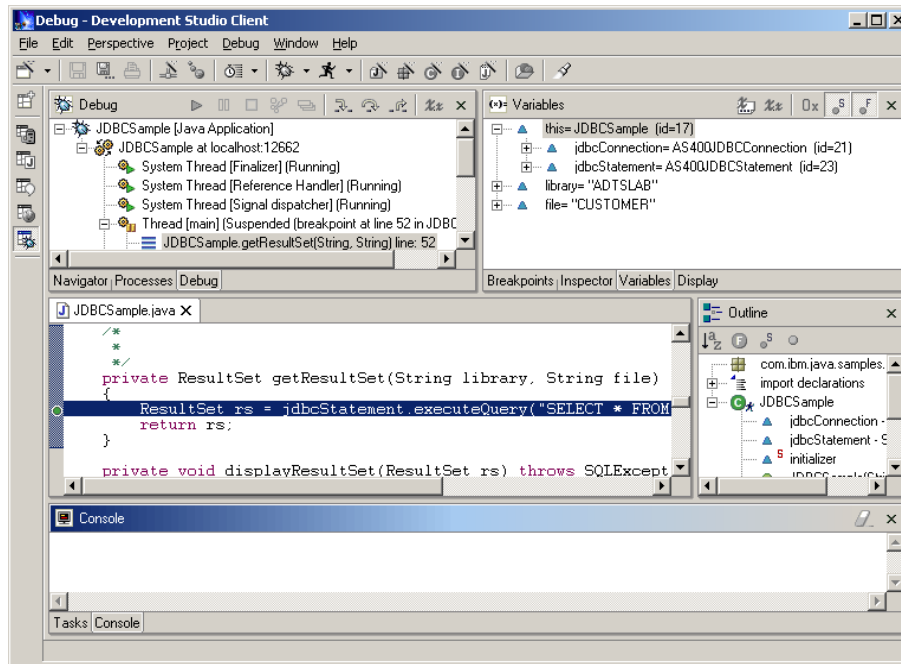 Debug - Development Studio Client
File Edit Perspective Project Debug Window Help
Debug
JDBCSample [Java Application]
JDBCSample at localhost:12662
System Thread [Finalizer] (Running)
System Thread [Reference Handler] (Running)
System Thread [Signal dispatcher] (Running)
Thread [main] (Suspended (breakpoint at line 52 in JDBC
JDBCSample.getResultSet(String, String) line: 52
Navigator Processes Debug
(x)= Variables
this= JDBCSample (id=17)
jdbcConnection= AS400JDBCConnection (id=21)
jdbcStatement= AS400JDBCStatement (id=23)
library= "ADTSLAB"
file= "CUSTOMER"
Breakpoints Inspector Variables Display
JDBCSample.java
/*
*
*/
private ResultSet getResultSet(String library, String file)
{
ResultSet rs = jdbcStatement.executeQuery("SELECT * FROM
return rs;
}
private void displayResultSet(ResultSet rs) throws SQLExcept
Outline
com.ibm.java.samples.
import declarations
JDBCSample
jdbcConnection -
jdbcStatement - S
initializer
Console
Tasks Console